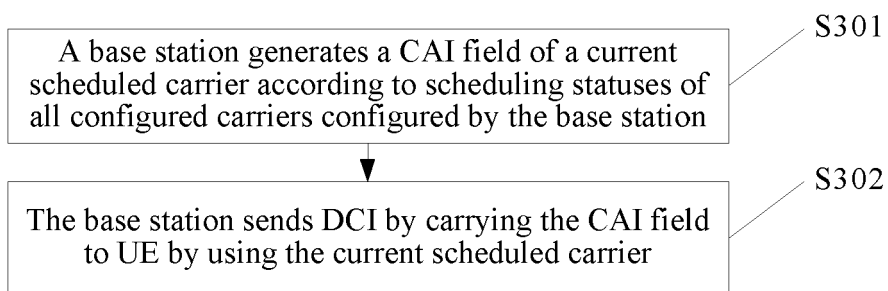 S301
A base station generates a CAI field of a current
scheduled carrier according to scheduling statuses of
all configured carriers configured by the base station
S302
The base station sends DCI by carrying the CAI field
to UE by using the current scheduled carrier